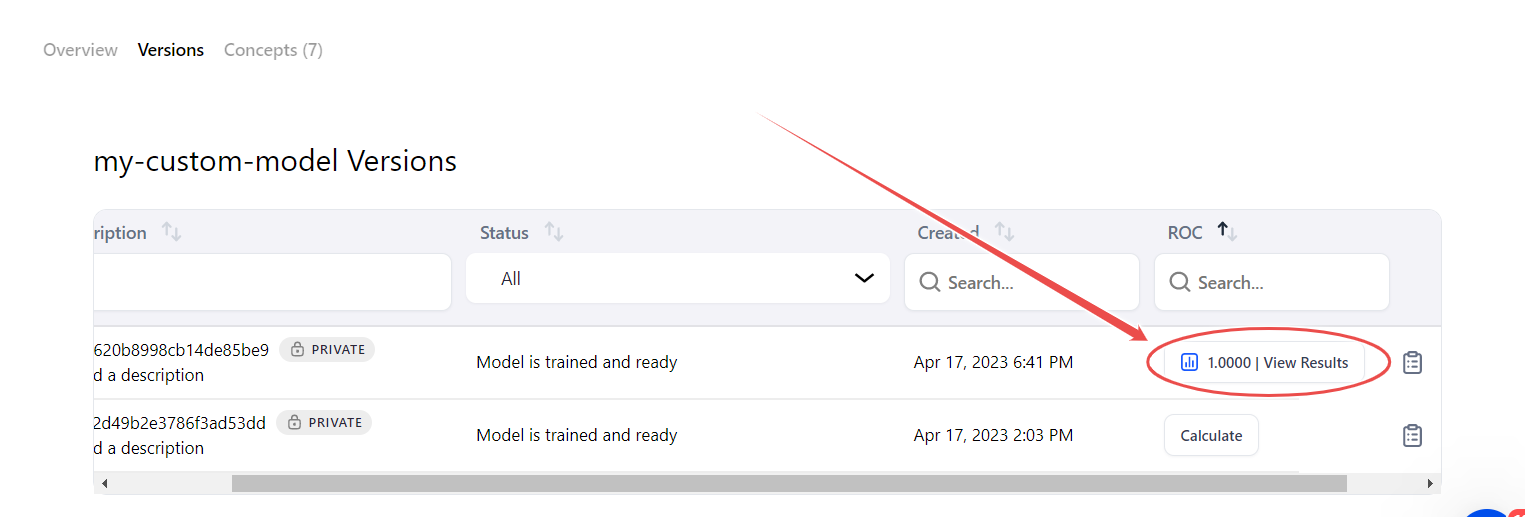 Overview Versions Concepts (7)
my-custom-model Versions
ription Status Created ROC
All Search... Search...
620b8998cb14de85be9 PRIVATE
d a description
Model is trained and ready Apr 17, 2023 6:41 PM 1.0000 | View Results
2d49b2e3786f3ad53dd PRIVATE
d a description
Model is trained and ready Apr 17, 2023 2:03 PM Calculate